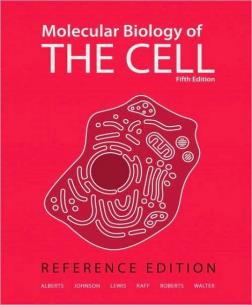 Molecular Biology of
THE CELL
Fifth Edition
REFERENCE EDITION
ALBERTS JOHNSON LEWIS RAFF ROBERTS WALTER